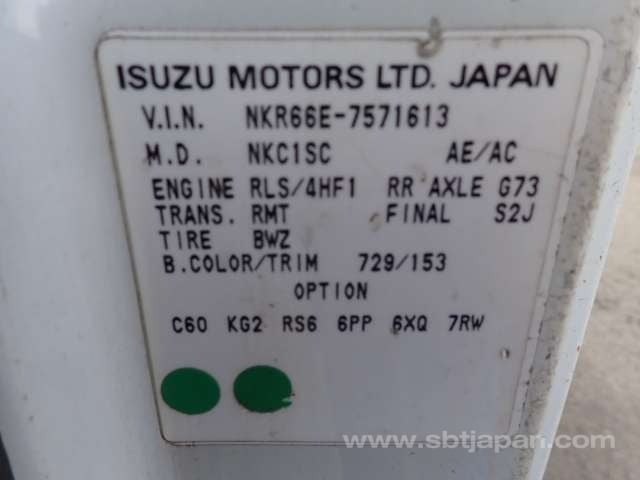 ISUZU MOTORS LTD. JAPAN
V.I.N. NKR66E-7571613
M.D. NKC1SC AE/AC
ENGINE RLS/4HF1 RR AXLE G73
TRANS. RMT FINAL S2J
TIRE BWZ
B.COLOR/TRIM 729/153
OPTION
C60 KG2 RS6 6PP 6XQ 7RW
www.sbtjapan.com